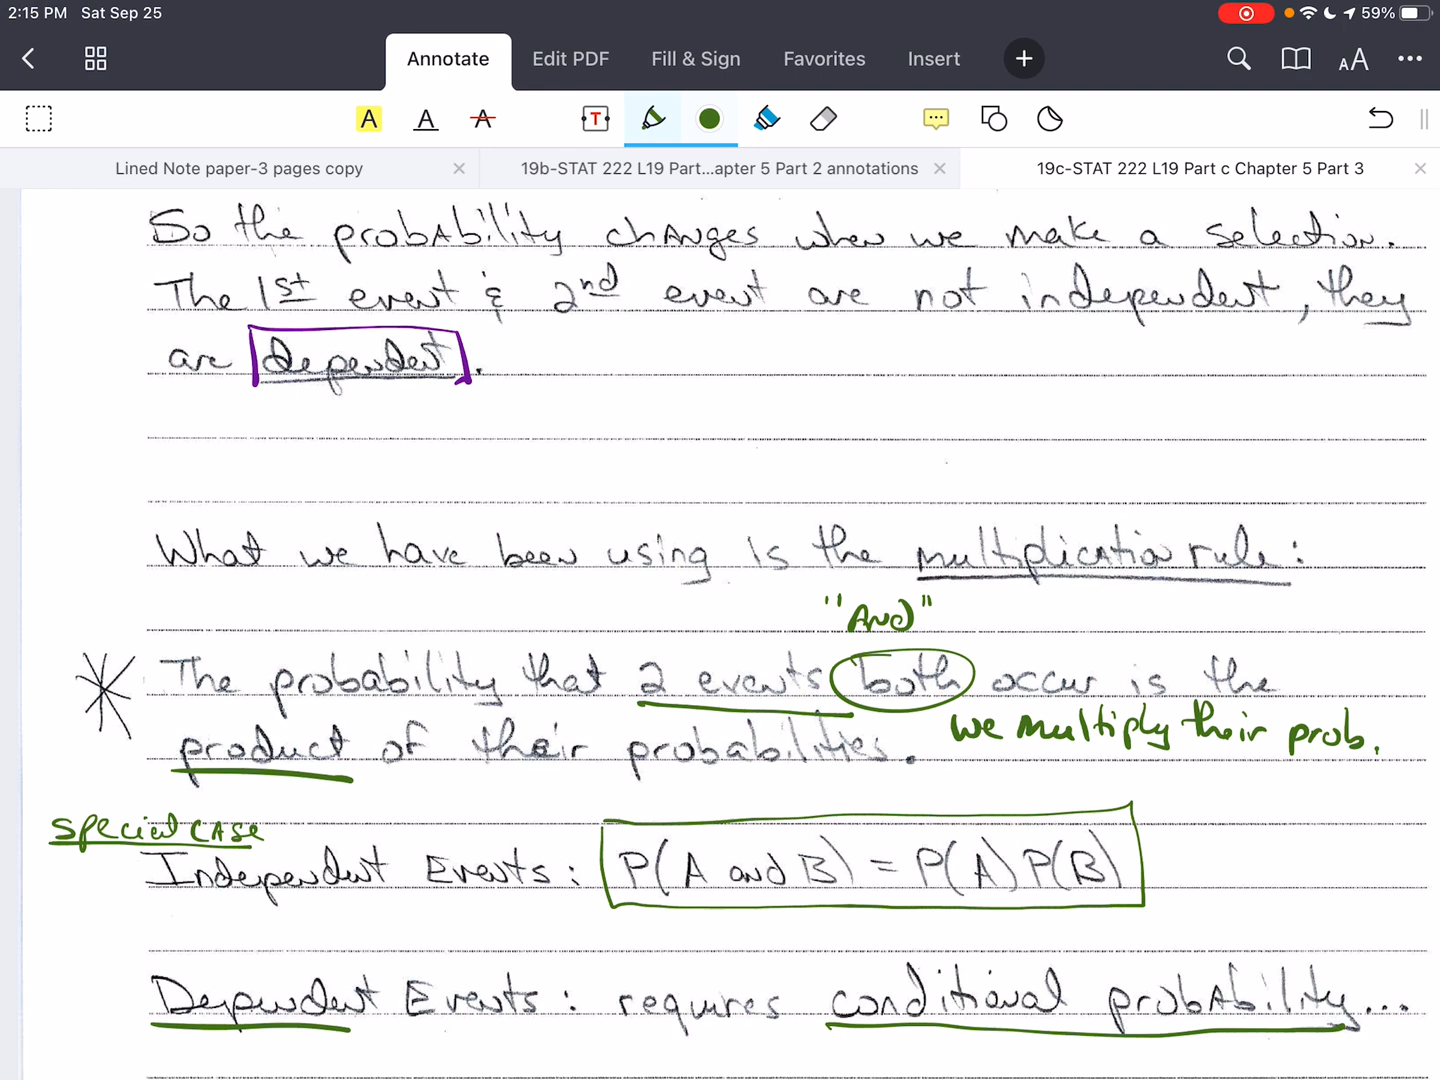 2:15 PM Sat Sep 25 59%
Annotate Edit PDF Fill & Sign Favorites Insert
A A A T AA
Lined Note paper-3 pages copy 19b-STAT 222 L19 Part...apter 5 Part 2 annotations 19c-STAT 222 L19 Part c Chapter 5 Part 3
So the probability changes when we make a selection.
The 1st event & 2nd event are not independent, they
are dependent.
What we have been using is the multiplication rule:
"AND"
The probability that 2 events both occur is the
we multiply their prob.
product of their probabilities.
special case
Independent Events: P(A and B) = P(A) P(B)
Dependent Events: requires conditional probability...